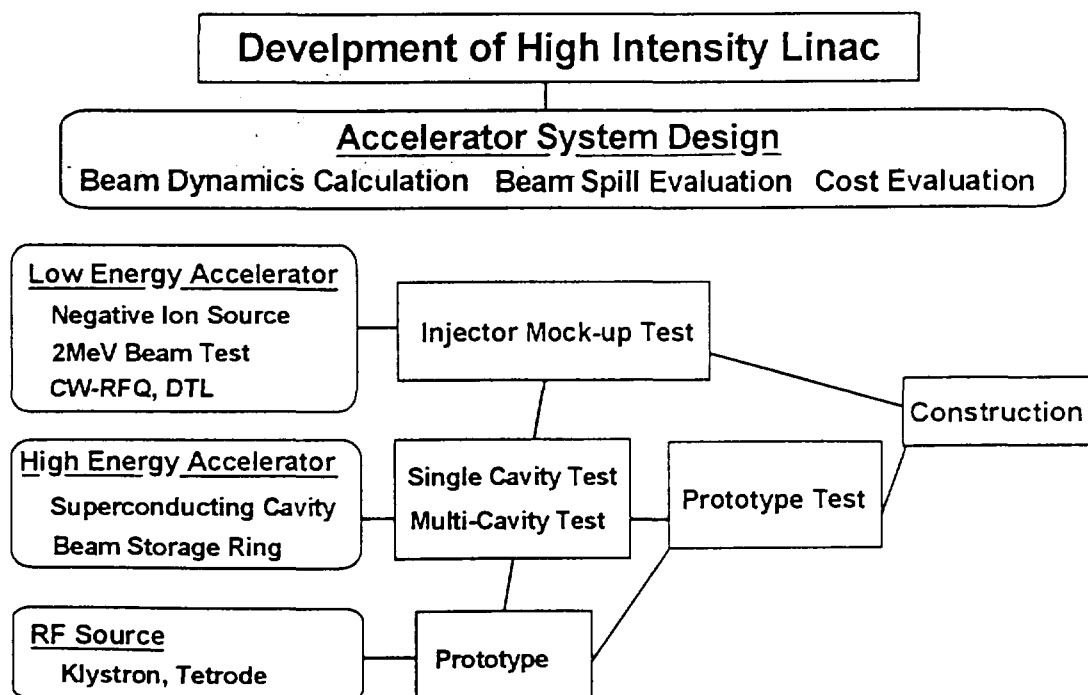 Develpment of High Intensity Linac
Accelerator System Design
Beam Dynamics Calculation Beam Spill Evaluation Cost Evaluation
Low Energy Accelerator
Negative Ion Source
2MeV Beam Test
CW-RFQ, DTL
Injector Mock-up Test
Construction
High Energy Accelerator
Superconducting Cavity
Beam Storage Ring
Single Cavity Test
Multi-Cavity Test
Prototype Test
RF Source
Klystron, Tetrode
Prototype